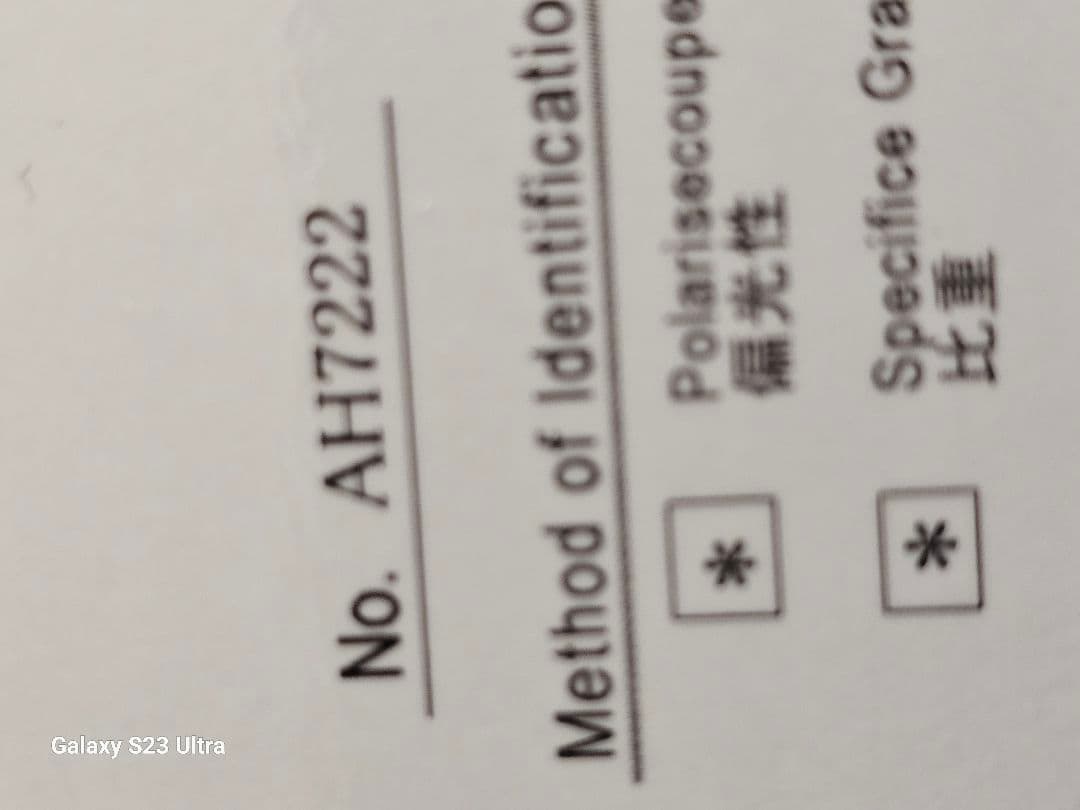 No. AH7222
Method of Identificatio
* Polarisecoupe
偏光性
* Specifice Gra
比重
Galaxy S23 Ultra